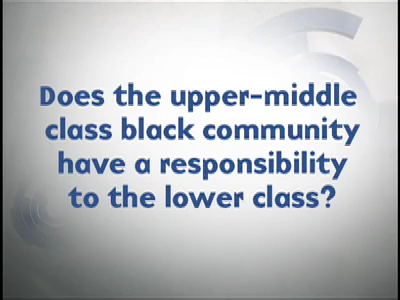 Does the upper-middle
class black community
have a responsibility
to the lower class?